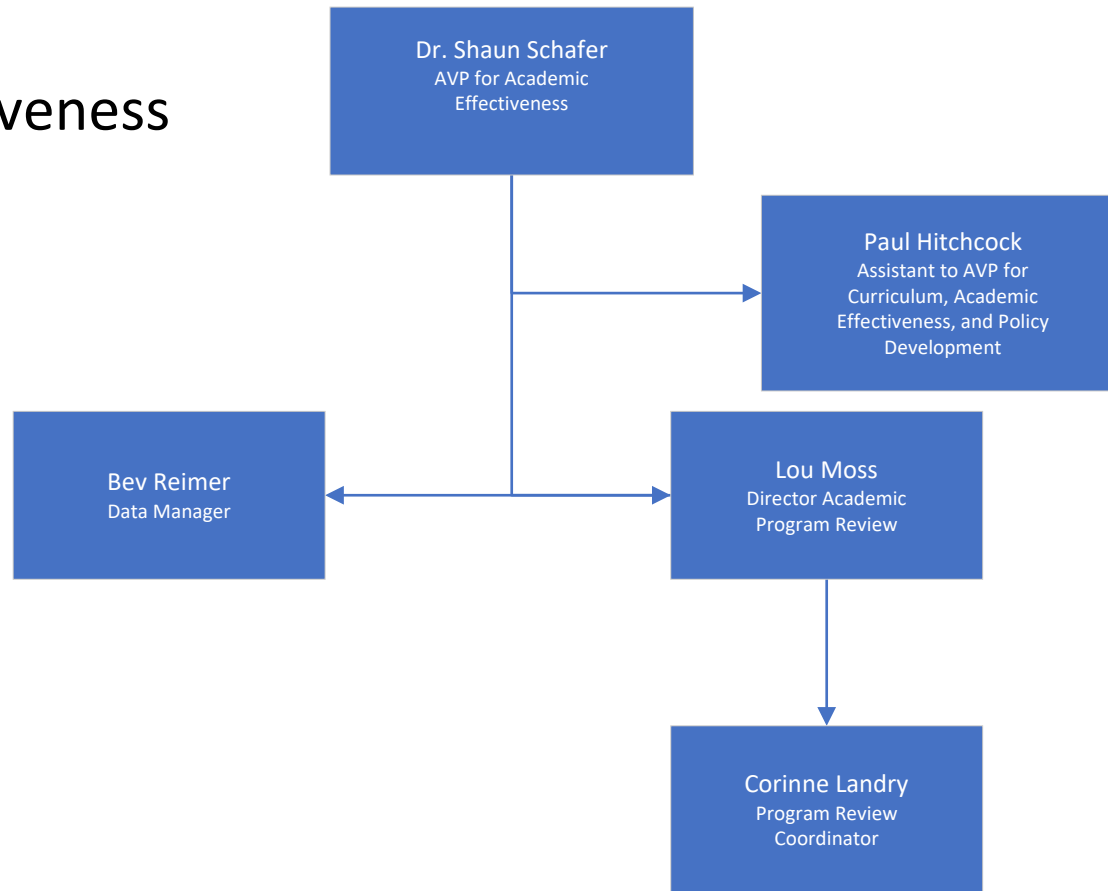 Dr. Shaun Schafer
AVP for Academic
Effectiveness
veness
Paul Hitchcock
Assistant to AVP for
Curriculum, Academic
Effectiveness, and Policy
Development
Bev Reimer
Data Manager
Lou Moss
Director Academic
Program Review
Corinne Landry
Program Review
Coordinator